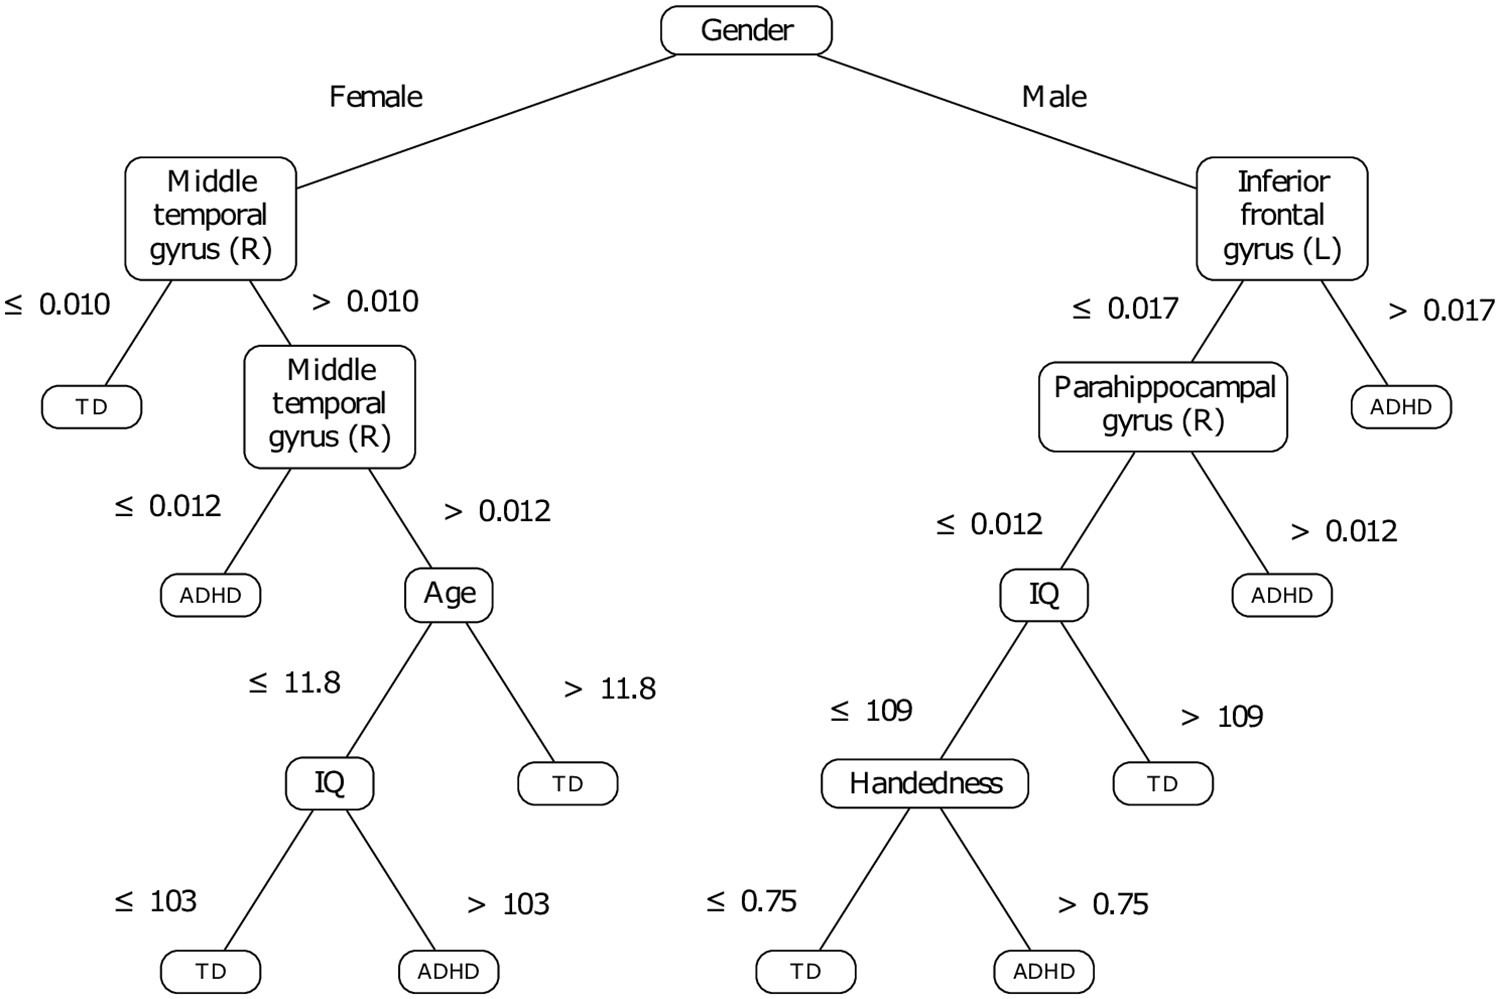 Gender
Female
Male
Middle
temporal
gyrus (R)
Inferior
frontal
gyrus (L)
≤ 0.010
> 0.010
≤ 0.017
> 0.017
TD
Middle
temporal
gyrus (R)
Parahippocampal
gyrus (R)
ADHD
≤ 0.012
> 0.012
≤ 0.012
> 0.012
ADHD
Age
IQ
ADHD
≤ 11.8
> 11.8
≤ 109
> 109
IQ
TD
Handedness
TD
≤ 103
> 103
≤ 0.75
> 0.75
TD
ADHD
TD
ADHD